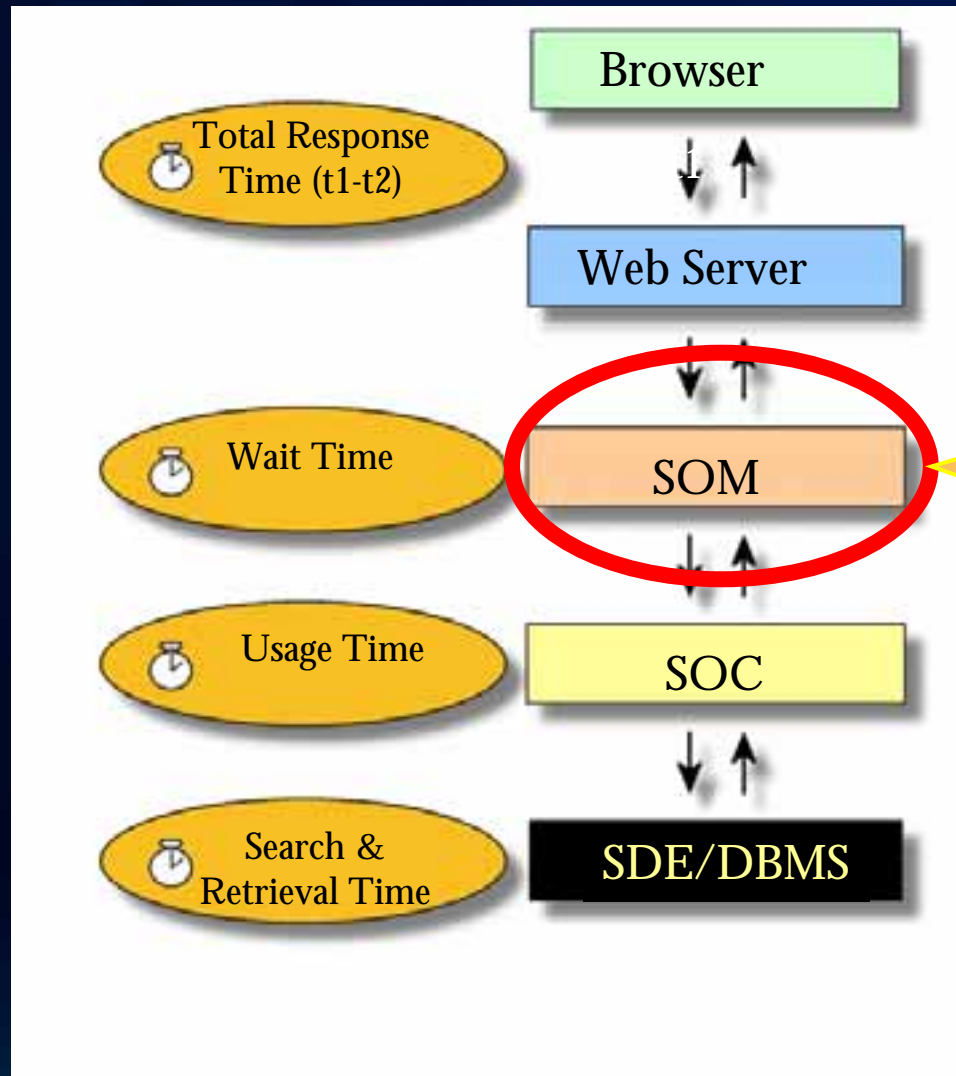 Browser
Total Response
Time (t1-t2)
t1
Web Server
Wait Time
SOM
Usage Time
SOC
Search &
Retrieval Time
SDE/DBMS